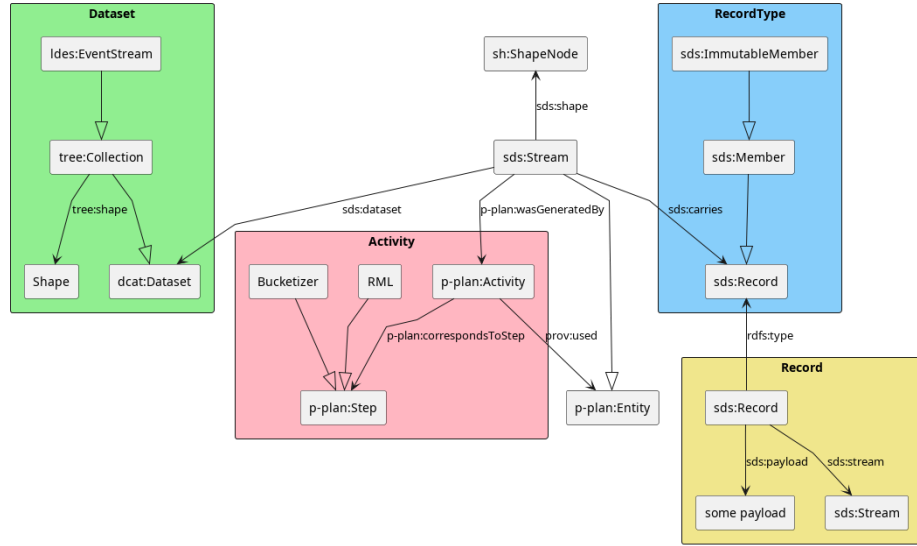 Dataset
RecordType
ldes:EventStream
sh:ShapeNode
sds:ImmutableMember
sds:shape
tree:Collection
sds:Stream
sds:Member
tree:shape
sds:dataset
p-plan:wasGeneratedBy
sds:carries
Activity
Shape
dcat:Dataset
Bucketizer
RML
p-plan:Activity
sds:Record
p-plan:correspondsToStep
prov:used
rdfs:type
Record
p-plan:Step
p-plan:Entity
sds:Record
sds:payload
sds:stream
some payload
sds:Stream